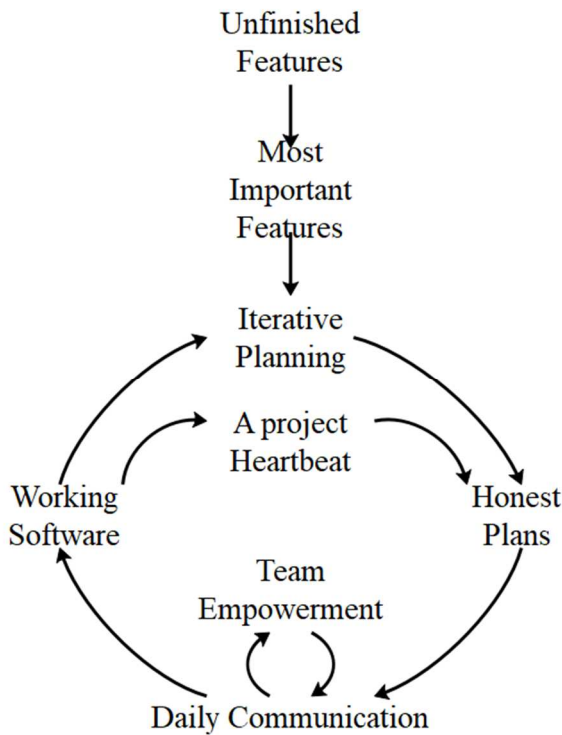 Unfinished
Features
Most
Important
Features
Iterative
Planning
A project
Heartbeat
Working
Software
Honest
Plans
Team
Empowerment
Daily Communication